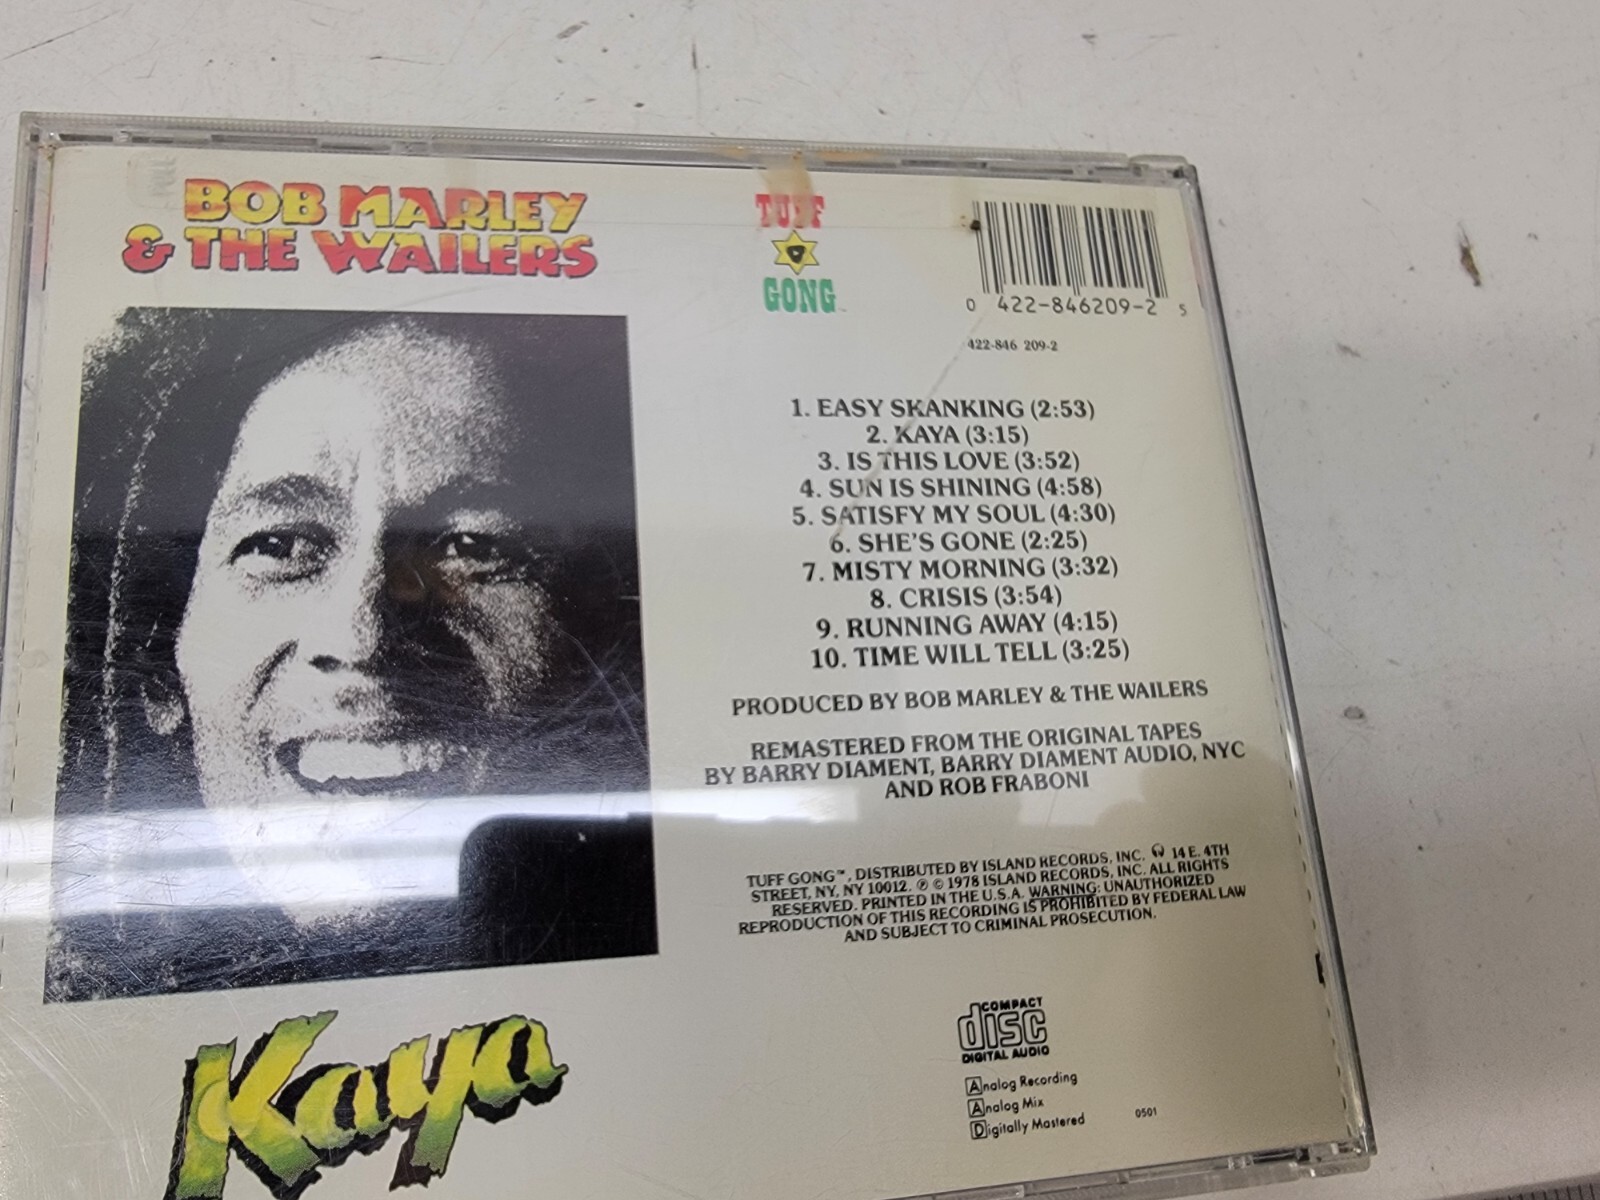 BOB MARLEY
& THE WAILERS
TUFF
GONG
0 422-846209-2 5
422-846 209-2
1. EASY SKANKING (2:53)
2. KAYA (3:15)
3. IS THIS LOVE (3:52)
4. SUN IS SHINING (4:58)
5. SATISFY MY SOUL (4:30)
6. SHE'S GONE (2:25)
7. MISTY MORNING (3:32)
8. CRISIS (3:54)
9. RUNNING AWAY (4:15)
10. TIME WILL TELL (3:25)
PRODUCED BY BOB MARLEY & THE WAILERS
REMASTERED FROM THE ORIGINAL TAPES
BY BARRY DIAMENT, BARRY DIAMENT AUDIO, NYC
AND ROB FRABONI
TUFF GONG™, DISTRIBUTED BY ISLAND RECORDS, INC. 14 E. 4TH
STREET, NY, NY 10012. ℗ © 1978 ISLAND RECORDS, INC. ALL RIGHTS
RESERVED. PRINTED IN THE U.S.A. WARNING: UNAUTHORIZED
REPRODUCTION OF THIS RECORDING IS PROHIBITED BY FEDERAL LAW
AND SUBJECT TO CRIMINAL PROSECUTION.
Kaya
COMPACT
disc
DIGITAL AUDIO
Analog Recording
Analog Mix
Digitally Mastered
0501